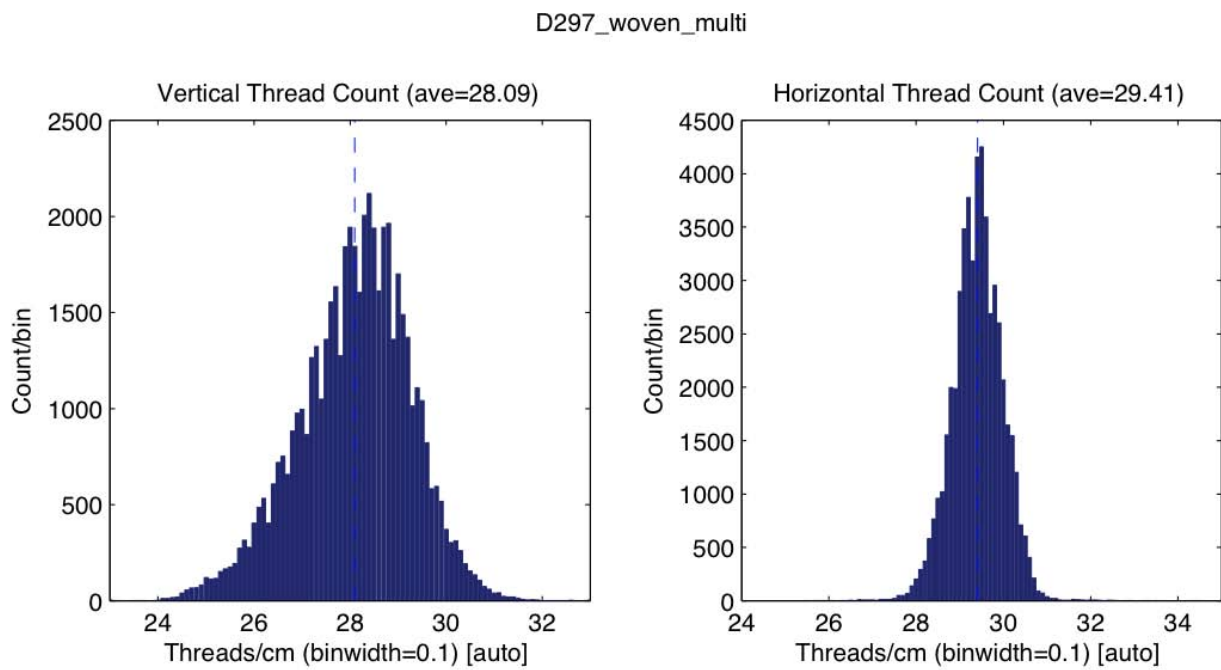 D297_woven_multi
Vertical Thread Count (ave=28.09)
2500
2000
1500
1000
500
0
Count/bin
24 26 28 30 32
Threads/cm (binwidth=0.1) [auto]
Horizontal Thread Count (ave=29.41)
4500
4000
3500
3000
2500
2000
1500
1000
500
0
Count/bin
24 26 28 30 32 34
Threads/cm (binwidth=0.1) [auto]